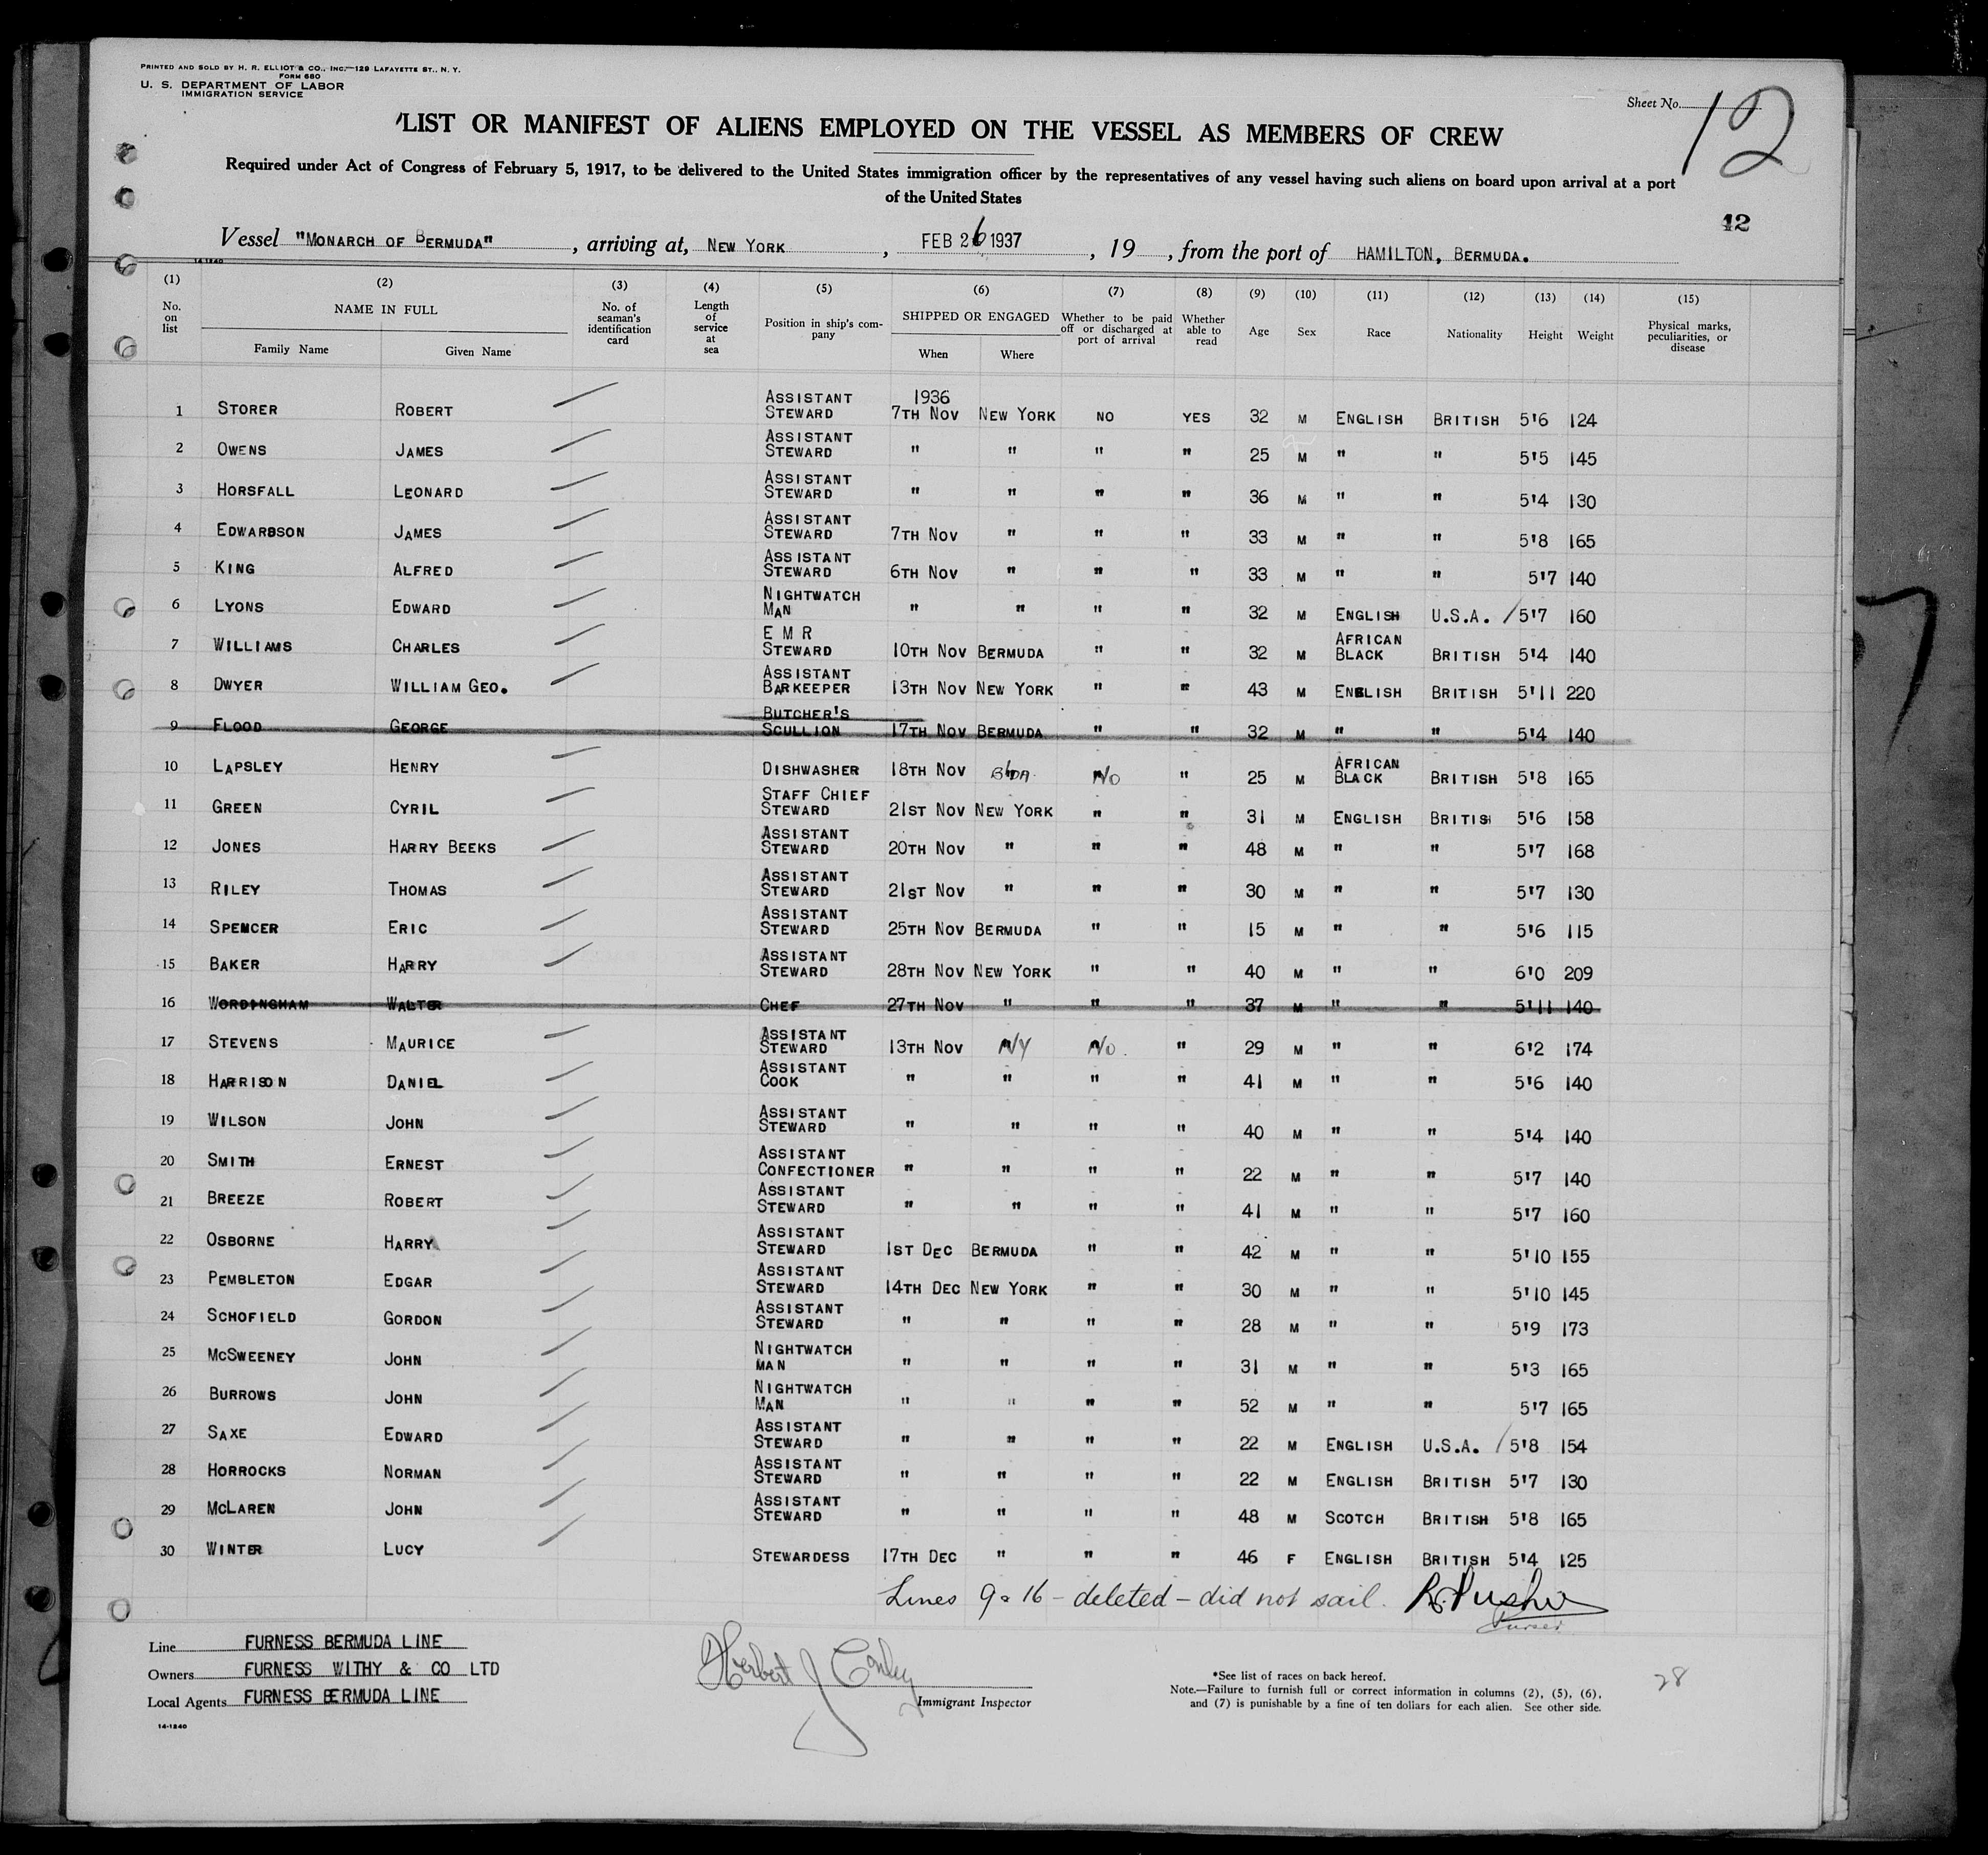 PRINTED AND SOLD BY H. R. ELLIOT & CO., INC.—129 LAFAYETTE ST., N. Y.
FORM 680
U. S. DEPARTMENT OF LABOR
IMMIGRATION SERVICE
Sheet No. 12
LIST OR MANIFEST OF ALIENS EMPLOYED ON THE VESSEL AS MEMBERS OF CREW
Required under Act of Congress of February 5, 1917, to be delivered to the United States immigration officer by the representatives of any vessel having such aliens on board upon arrival at a port
of the United States
12
Vessel "MONARCH OF BERMUDA", arriving at, NEW YORK, FEB 26 1937, 19, from the port of HAMILTON, BERMUDA.
14-1240
(1) (2) (3) (4) (5) (6) (7) (8) (9) (10) (11) (12) (13) (14) (15)
No. on list NAME IN FULL Family Name Given Name No. of seaman's identification card Length of service at sea Position in ship's company SHIPPED OR ENGAGED When Where Whether to be paid off or discharged at port of arrival Whether able to read Age Sex Race Nationality Height Weight Physical marks, peculiarities, or disease
1 STORER ROBERT ASSISTANT STEWARD 1936 7TH NOV NEW YORK NO YES 32 M ENGLISH BRITISH 5'6 124
2 OWENS JAMES ASSISTANT STEWARD " " " " 25 M " " 5'5 145
3 HORSFALL LEONARD ASSISTANT STEWARD " " " " 36 M " " 5'4 130
4 EDWARDSON JAMES ASSISTANT STEWARD 7TH NOV " " " 33 M " " 5'8 165
5 KING ALFRED ASSISTANT STEWARD 6TH NOV " " " 33 M " " 5'7 140
6 LYONS EDWARD NIGHTWATCH MAN " " " " 32 M ENGLISH U.S.A. / 5'7 160
7 WILLIAMS CHARLES E M R STEWARD 10TH NOV BERMUDA " " 32 M AFRICAN BLACK BRITISH 5'4 140
8 DWYER WILLIAM GEO. ASSISTANT BARKEEPER 13TH NOV NEW YORK " " 43 M ENGLISH BRITISH 5'11 220
9 FLOOD GEORGE BUTCHER'S SCULLION 17TH NOV BERMUDA " " 32 M " " 5'4 140
10 LAPSLEY HENRY DISHWASHER 18TH NOV BDA No " 25 M AFRICAN BLACK BRITISH 5'8 165
11 GREEN CYRIL STAFF CHIEF STEWARD 21ST NOV NEW YORK " " 31 M ENGLISH BRITISH 5'6 158
12 JONES HARRY BEEKS ASSISTANT STEWARD 20TH NOV " " " 48 M " " 5'7 168
13 RILEY THOMAS ASSISTANT STEWARD 21ST NOV " " " 30 M " " 5'7 130
14 SPENCER ERIC ASSISTANT STEWARD 25TH NOV BERMUDA " " 15 M " " 5'6 115
15 BAKER HARRY ASSISTANT STEWARD 28TH NOV NEW YORK " " 40 M " " 6'0 209
16 WORDINGHAM WALTER CHEF 27TH NOV " " " 37 M " " 5'11 140
17 STEVENS MAURICE ASSISTANT STEWARD 13TH NOV N/Y No. " 29 M " " 6'2 174
18 HARRISON DANIEL ASSISTANT COOK " " " " 41 M " " 5'6 140
19 WILSON JOHN ASSISTANT STEWARD " " " " 40 M " " 5'4 140
20 SMITH ERNEST ASSISTANT CONFECTIONER " " " " 22 M " " 5'7 140
21 BREEZE ROBERT ASSISTANT STEWARD " " " " 41 M " " 5'7 160
22 OSBORNE HARRY ASSISTANT STEWARD 1ST DEC BERMUDA " " 42 M " " 5'10 155
23 PEMBLETON EDGAR ASSISTANT STEWARD 14TH DEC NEW YORK " " 30 M " " 5'10 145
24 SCHOFIELD GORDON ASSISTANT STEWARD " " " " 28 M " " 5'9 173
25 MCSWEENEY JOHN NIGHTWATCH MAN " " " " 31 M " " 5'3 165
26 BURROWS JOHN NIGHTWATCH MAN " " " " 52 M " " 5'7 165
27 SAXE EDWARD ASSISTANT STEWARD " " " " 22 M ENGLISH U.S.A. / 5'8 154
28 HORROCKS NORMAN ASSISTANT STEWARD " " " " 22 M ENGLISH BRITISH 5'7 130
29 MCLAREN JOHN ASSISTANT STEWARD " " " " 48 M SCOTCH BRITISH 5'8 165
30 WINTER LUCY STEWARDESS 17TH DEC " " " 46 F ENGLISH BRITISH 5'4 125
Lines 9 & 16 – deleted – did not sail.
Purser
Line FURNESS BERMUDA LINE
Owners FURNESS WITHY & CO LTD
Local Agents FURNESS BERMUDA LINE
14-1240
Herbert J Conley
Immigrant Inspector
*See list of races on back hereof.
Note.—Failure to furnish full or correct information in columns (2), (5), (6),
and (7) is punishable by a fine of ten dollars for each alien. See other side.
28